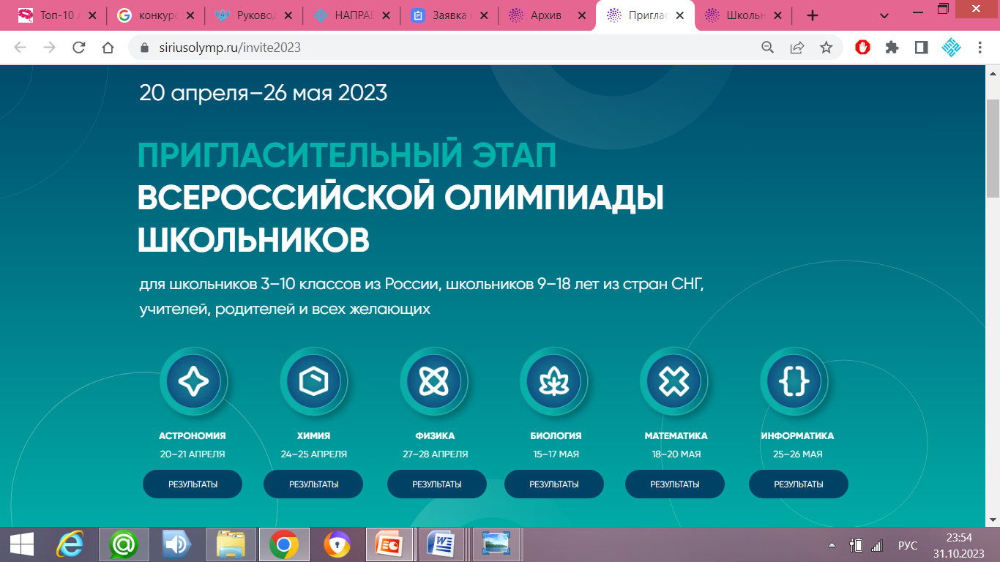 Топ-10 л
конкурс
Руковод
НАПРАВ
Заявка
Архив
Приглас
Школьн
siriusolymp.ru/invite2023
20 апреля–26 мая 2023
ПРИГЛАСИТЕЛЬНЫЙ ЭТАП
ВСЕРОССИЙСКОЙ ОЛИМПИАДЫ
ШКОЛЬНИКОВ
для школьников 3–10 классов из России, школьников 9–18 лет из стран СНГ,
учителей, родителей и всех желающих
АСТРОНОМИЯ ХИМИЯ ФИЗИКА БИОЛОГИЯ МАТЕМАТИКА ИНФОРМАТИКА
20–21 АПРЕЛЯ 24–25 АПРЕЛЯ 27–28 АПРЕЛЯ 15–17 МАЯ 18–20 МАЯ 25–26 МАЯ
РЕЗУЛЬТАТЫ РЕЗУЛЬТАТЫ РЕЗУЛЬТАТЫ РЕЗУЛЬТАТЫ РЕЗУЛЬТАТЫ РЕЗУЛЬТАТЫ
РУС
23:54
31.10.2023